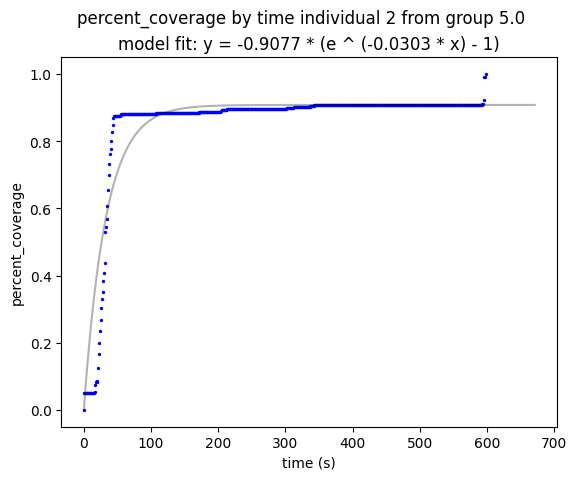 percent_coverage by time individual 2 from group 5.0
model fit: y = -0.9077 * (e ^ (-0.0303 * x) - 1)
1.0
0.8
0.6
0.4
0.2
0.0
percent_coverage
0 100 200 300 400 500 600 700
time (s)